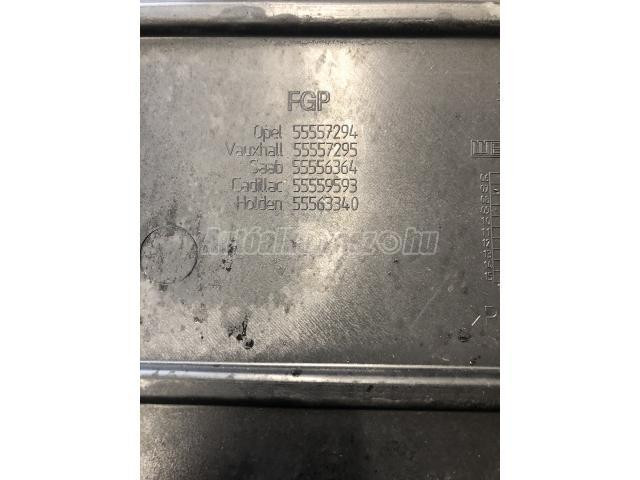 FGP
Opel 55557294
Vauxhall 55557295
Saab 55556364
Cadillac 55559593
Holden 55563340